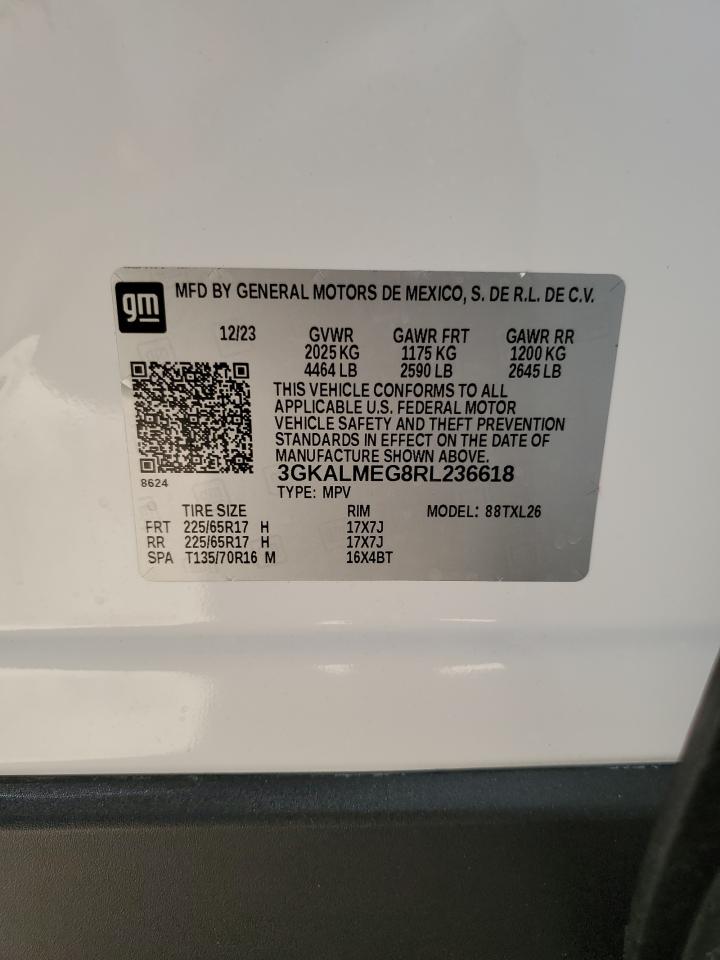 gm MFD BY GENERAL MOTORS DE MEXICO, S. DE R.L. DE C.V.
12/23 GVWR GAWR FRT GAWR RR
2025 KG 1175 KG 1200 KG
4464 LB 2590 LB 2645 LB
THIS VEHICLE CONFORMS TO ALL
APPLICABLE U.S. FEDERAL MOTOR
VEHICLE SAFETY AND THEFT PREVENTION
STANDARDS IN EFFECT ON THE DATE OF
MANUFACTURE SHOWN ABOVE.
8624 3GKALMEG8RL236618
TYPE: MPV
TIRE SIZE RIM MODEL: 88TXL26
FRT 225/65R17 H 17X7J
RR 225/65R17 H 17X7J
SPA T135/70R16 M 16X4BT